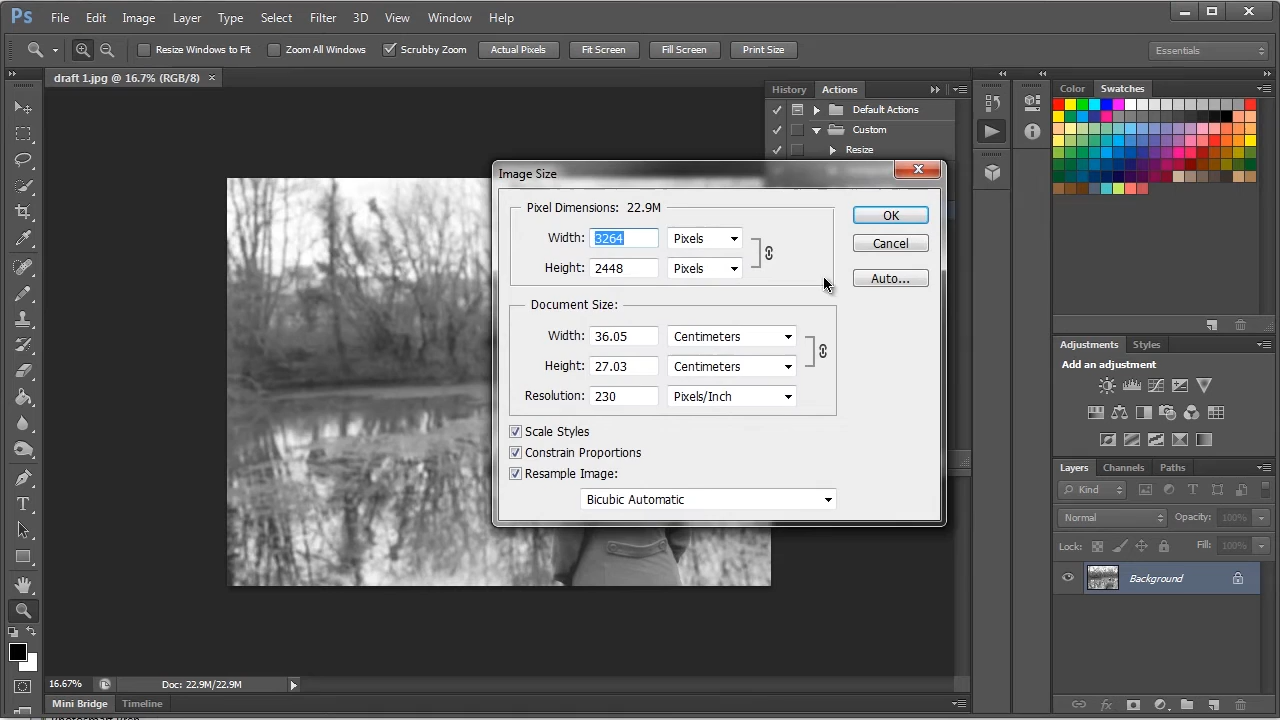 Ps File Edit Image Layer Type Select Filter 3D View Window Help
Resize Windows to Fit Zoom All Windows Scrubby Zoom Actual Pixels Fit Screen Fill Screen Print Size Essentials
draft 1.jpg @ 16.7% (RGB/8)
History Actions
Color Swatches
Default Actions
Custom
Resize
Image Size
Pixel Dimensions: 22.9M
Width: 3264 Pixels
Height: 2448 Pixels
OK
Cancel
Auto...
Document Size:
Width: 36.05 Centimeters
Height: 27.03 Centimeters
Resolution: 230 Pixels/Inch
Scale Styles
Constrain Proportions
Resample Image:
Bicubic Automatic
Adjustments Styles
Add an adjustment
Layers Channels Paths
Kind
Normal Opacity: 100%
Lock: Fill: 100%
Background
16.67% Doc: 22.9M/22.9M
Mini Bridge Timeline